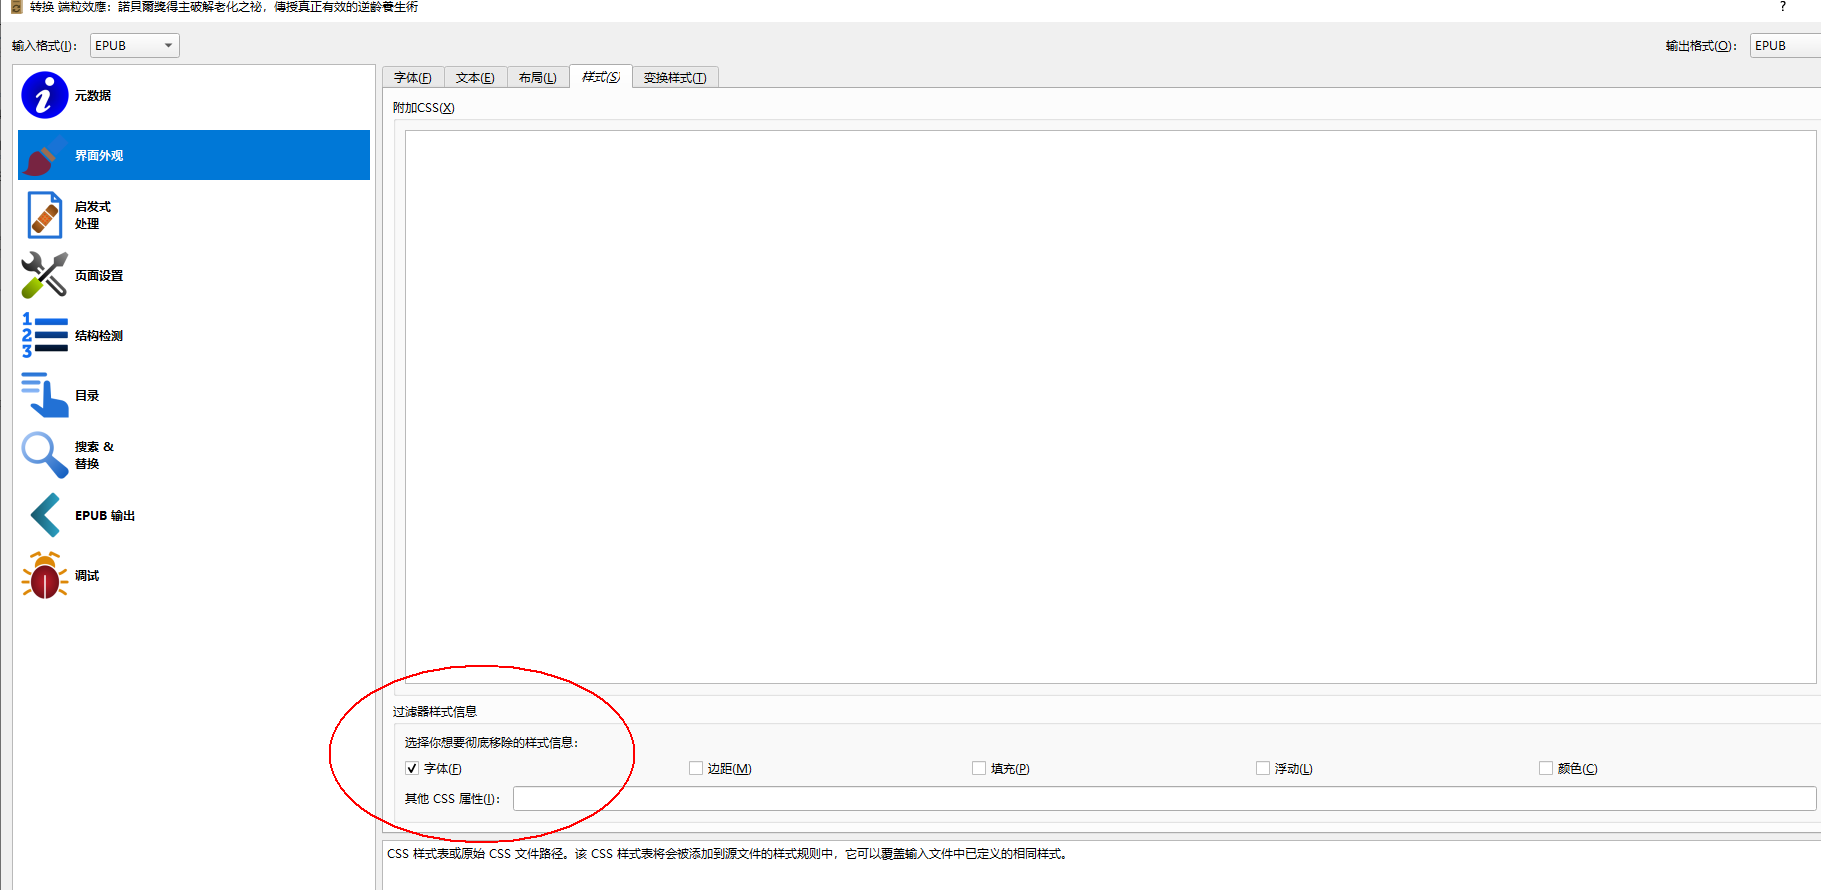 转换 端粒效應：諾貝爾獎得主破解老化之祕，傳授真正有效的逆齡養生術
?
输入格式(I)：
EPUB
输出格式(O)：
EPUB
元数据
界面外观
启发式
处理
页面设置
结构检测
目录
搜索 &
替换
EPUB 输出
调试
字体(F)
文本(E)
布局(L)
样式(S)
变换样式(T)
附加CSS(X)
过滤器样式信息
选择你想要彻底移除的样式信息：
字体(F)
边距(M)
填充(P)
浮动(L)
颜色(C)
其他 CSS 属性(I)：
CSS 样式表或原始 CSS 文件路径。该 CSS 样式表将会被添加到源文件的样式规则中，它可以覆盖输入文件中已定义的相同样式。